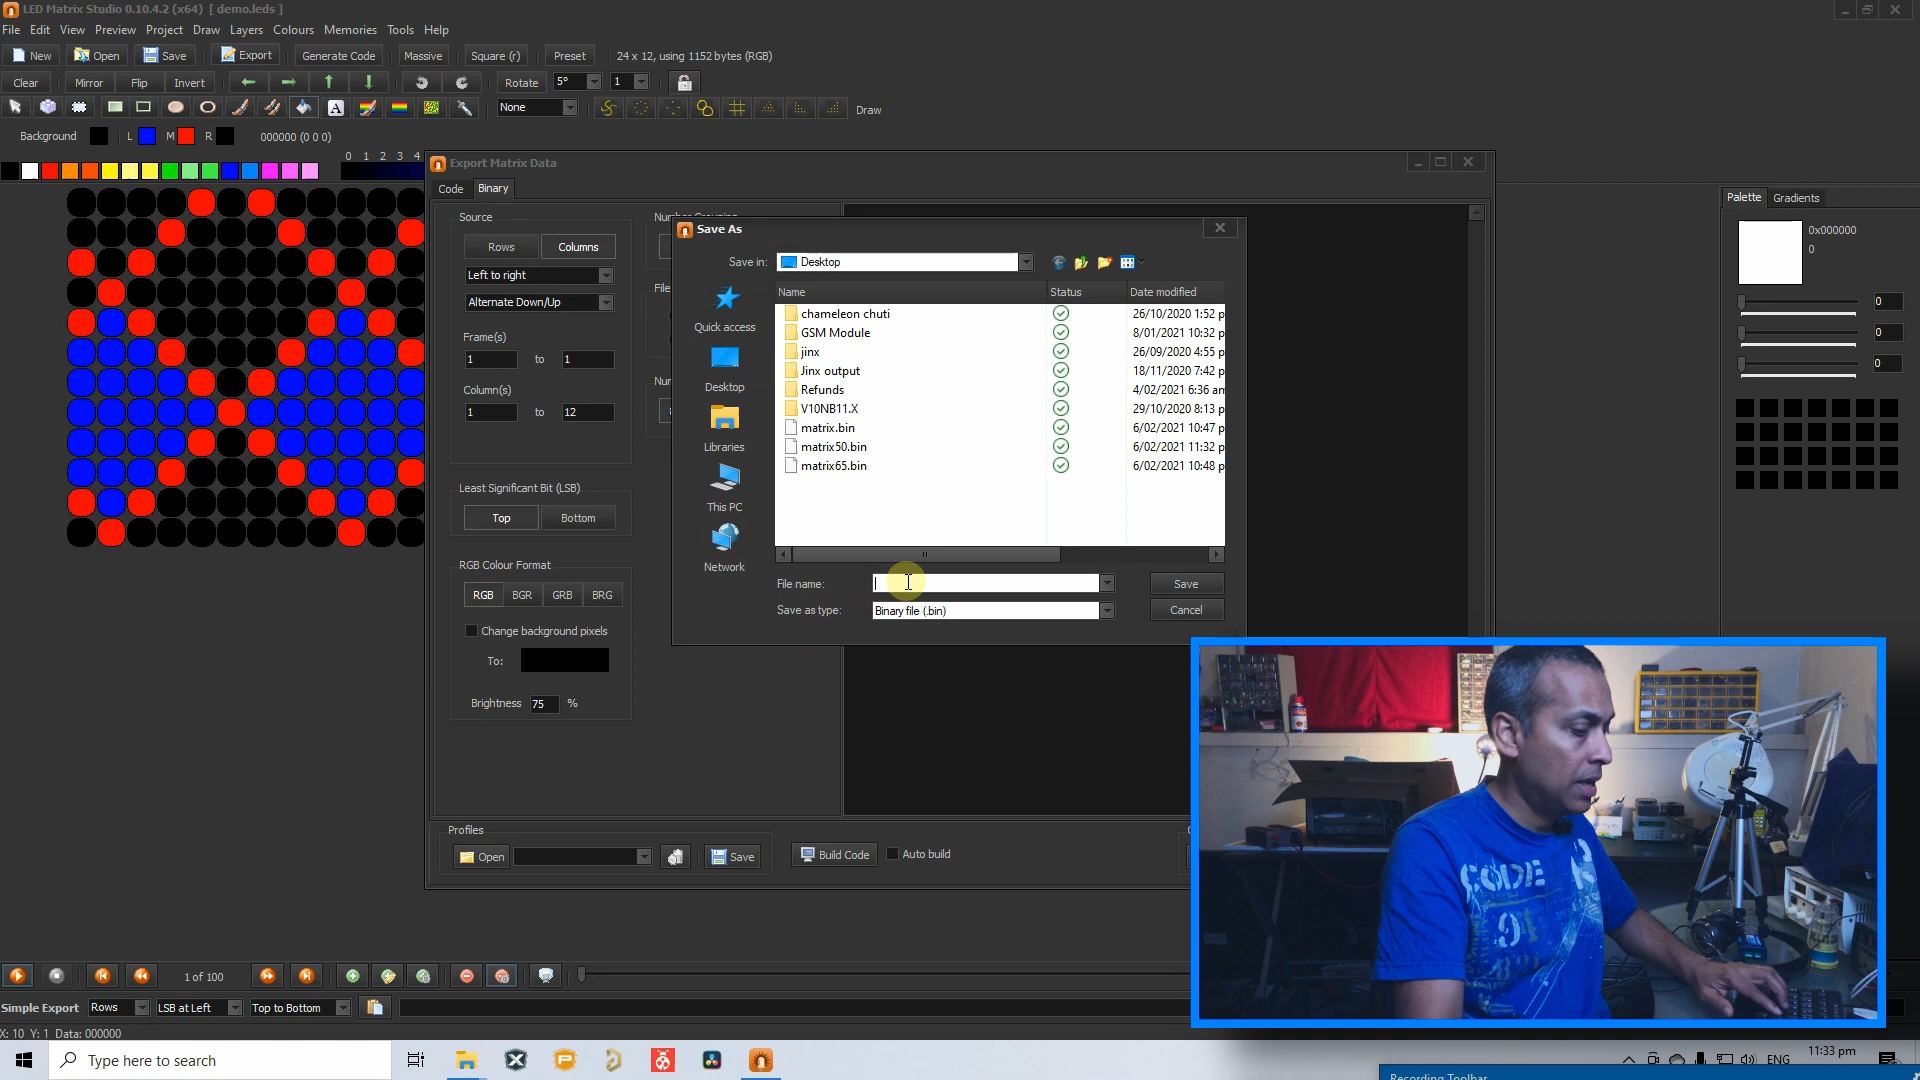 LED Matrix Studio 0.10.4.2 (x64) [ demo.leds ]
File Edit View Preview Project Draw Layers Colours Memories Tools Help
New Open Save Export Generate Code Massive Square (r) Preset 24 x 12, using 1152 bytes (RGB)
Clear Mirror Flip Invert Rotate 5° 1
A None Draw
Background L M R 000000 (0 0 0)
0 1 2 3 4
Export Matrix Data
Code Binary
Source
Rows Columns
Left to right
Alternate Down/Up
Frame(s)
1 to 1
Column(s)
1 to 12
Least Significant Bit (LSB)
Top Bottom
RGB Colour Format
RGB BGR GRB BRG
Change background pixels
To:
Brightness 75 %
Save As
Save in: Desktop
Name Status Date modified
chameleon chuti 26/10/2020 1:52 p
GSM Module 8/01/2021 10:32 p
jinx 26/09/2020 4:55 p
Jinx output 18/11/2020 7:42 p
Refunds 4/02/2021 6:36 am
V10NB11.X 29/10/2020 8:13 p
matrix.bin 6/02/2021 10:47 p
matrix50.bin 6/02/2021 11:32 p
matrix65.bin 6/02/2021 10:48 p
Quick access
Desktop
Libraries
This PC
Network
File name: Save
Save as type: Binary file (.bin) Cancel
Palette Gradients
0x000000
0
0
0
0
Profiles
Open Save Build Code Auto build
CODE
1 of 100
Simple Export Rows LSB at Left Top to Bottom
X: 10 Y: 1 Data: 000000
Type here to search
ENG 11:33 pm
Recording Toolbar